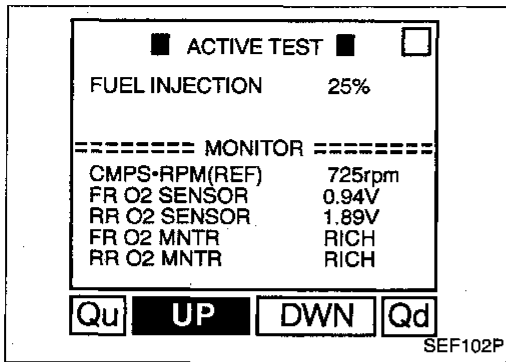 ■ ACTIVE TEST ■
FUEL INJECTION 25%
======== MONITOR ========
CMPS•RPM(REF) 725rpm
FR O2 SENSOR 0.94V
RR O2 SENSOR 1.89V
FR O2 MNTR RICH
RR O2 MNTR RICH
Qu UP DWN Qd
SEF102P